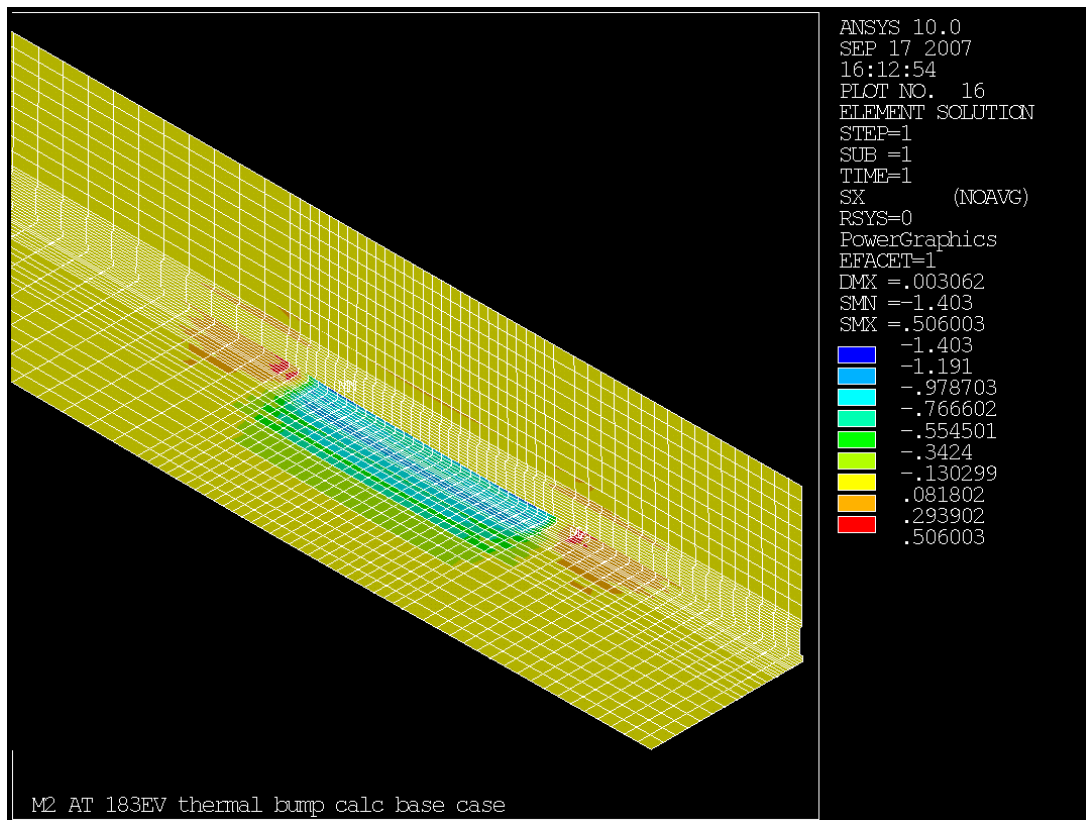 ANSYS 10.0
SEP 17 2007
16:12:54
PLOT NO. 16
ELEMENT SOLUTION
STEP=1
SUB =1
TIME=1
SX (NOAVG)
RSYS=0
PowerGraphics
EFACET=1
DMX =.003062
SMN =-1.403
SMX =.506003
-1.403
-1.191
-.978703
-.766602
-.554501
-.3424
-.130299
.081802
.293902
.506003
M2 AT 183EV thermal bump calc base case